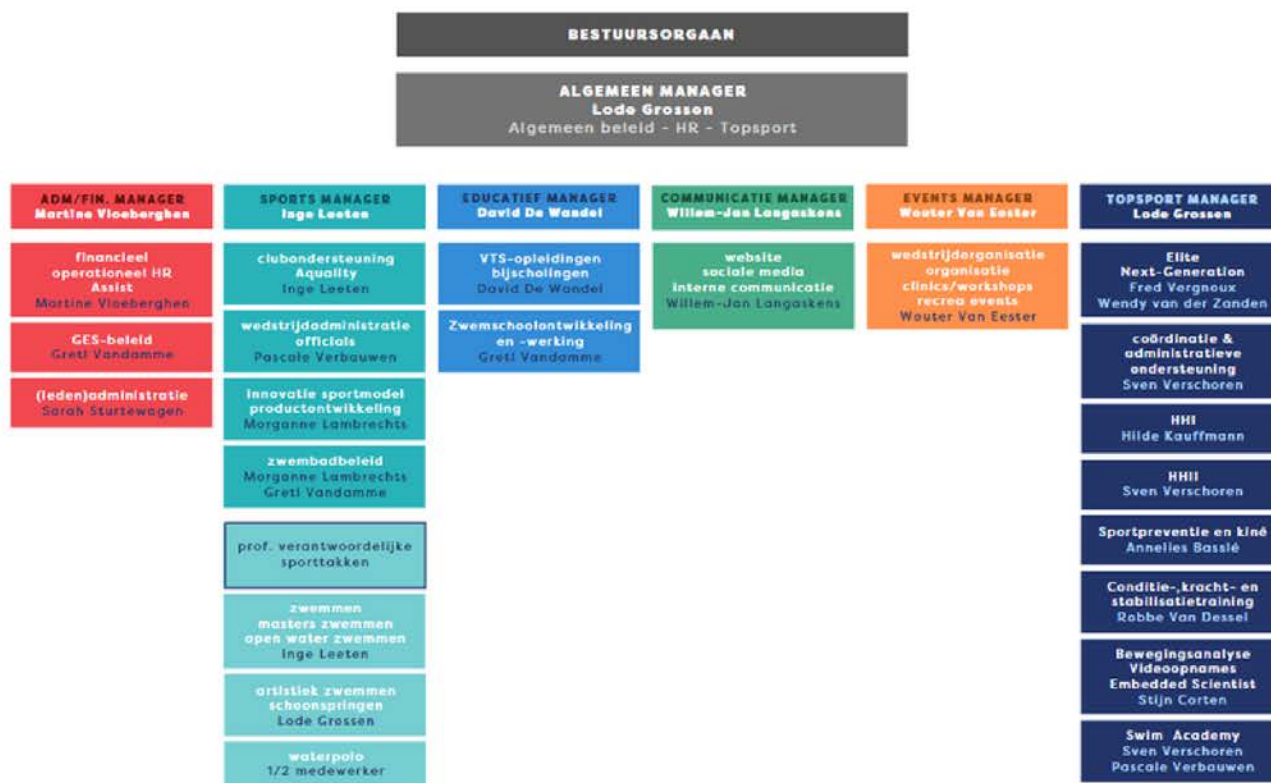 BESTUURSORGAAN
ALGEMEEN MANAGER
Lode Grossen
Algemeen beleid - HR - Topsport
ADM/FIN. MANAGER
Martine Vloeberghen
financieel
operationeel HR
Assist
Martine Vloeberghen
GES-beleid
Gretl Vandamme
(leden)administratie
Sarah Sturtewagen
SPORTS MANAGER
Inge Leeten
clubondersteuning
Aquality
Inge Leeten
wedstrijdadministratie
officials
Pascale Verbauwen
innovatie sportmodel
productontwikkeling
Morganne Lambrechts
zwembadbeleid
Morganne Lambrechts
Gretl Vandamme
prof. verantwoordelijke
sporttakken
zwemmen
masters zwemmen
open water zwemmen
Inge Leeten
artistiek zwemmen
schoonspringen
Lode Grossen
waterpolo
1/2 medewerker
EDUCATIEF MANAGER
David De Wandel
VTS-opleidingen
bijscholingen
David De Wandel
Zwemschoolontwikkeling
en -werking
Gretl Vandamme
COMMUNICATIE MANAGER
Willem-Jan Langaskens
website
sociale media
interne communicatie
Willem-Jan Langaskens
EVENTS MANAGER
Wouter Van Eester
wedstrijderganisatie
organisatie
clinics/workshops
recrea events
Wouter Van Eester
TOPSPORT MANAGER
Lode Grossen
Elite
Next-Generation
Fred Vergnoux
Wendy van der Zanden
coördinatie &
administratieve
ondersteuning
Sven Verschoren
HHI
Hilde Kauffmann
HHII
Sven Verschoren
Sportpreventie en kiné
Annelies Basslé
Conditie-,kracht- en
stabilisatietraining
Robbe Van Dessel
Bewegingsanalyse
Videoopnames
Embedded Scientist
Stijn Corten
Swim Academy
Sven Verschoren
Pascale Verbauwen